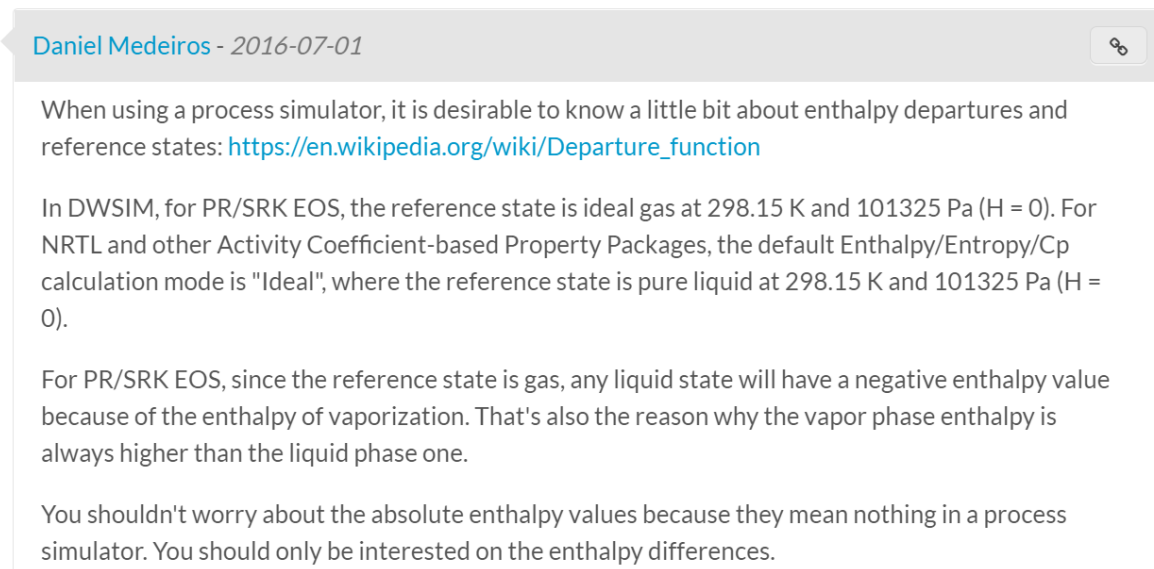 Daniel Medeiros - 2016-07-01
When using a process simulator, it is desirable to know a little bit about enthalpy departures and
reference states: https://en.wikipedia.org/wiki/Departure_function
In DWSIM, for PR/SRK EOS, the reference state is ideal gas at 298.15 K and 101325 Pa (H = 0). For
NRTL and other Activity Coefficient-based Property Packages, the default Enthalpy/Entropy/Cp
calculation mode is "Ideal", where the reference state is pure liquid at 298.15 K and 101325 Pa (H =
0).
For PR/SRK EOS, since the reference state is gas, any liquid state will have a negative enthalpy value
because of the enthalpy of vaporization. That's also the reason why the vapor phase enthalpy is
always higher than the liquid phase one.
You shouldn't worry about the absolute enthalpy values because they mean nothing in a process
simulator. You should only be interested on the enthalpy differences.